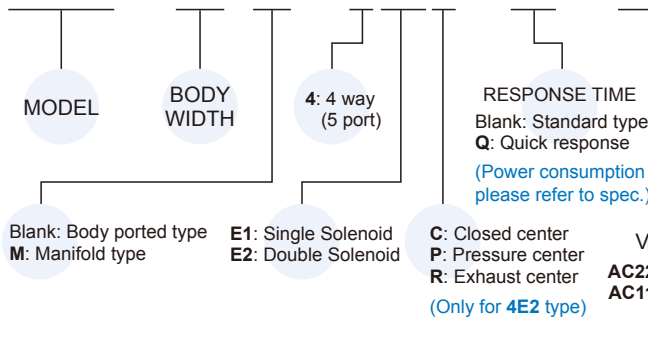 MODEL
BODY
WIDTH
4: 4 way
(5 port)
RESPONSE TIME
Blank: Standard type
Q: Quick response
(Power consumption
please refer to spec.)
Blank: Body ported type
M: Manifold type
E1: Single Solenoid
E2: Double Solenoid
C: Closed center
P: Pressure center
R: Exhaust center
(Only for 4E2 type)